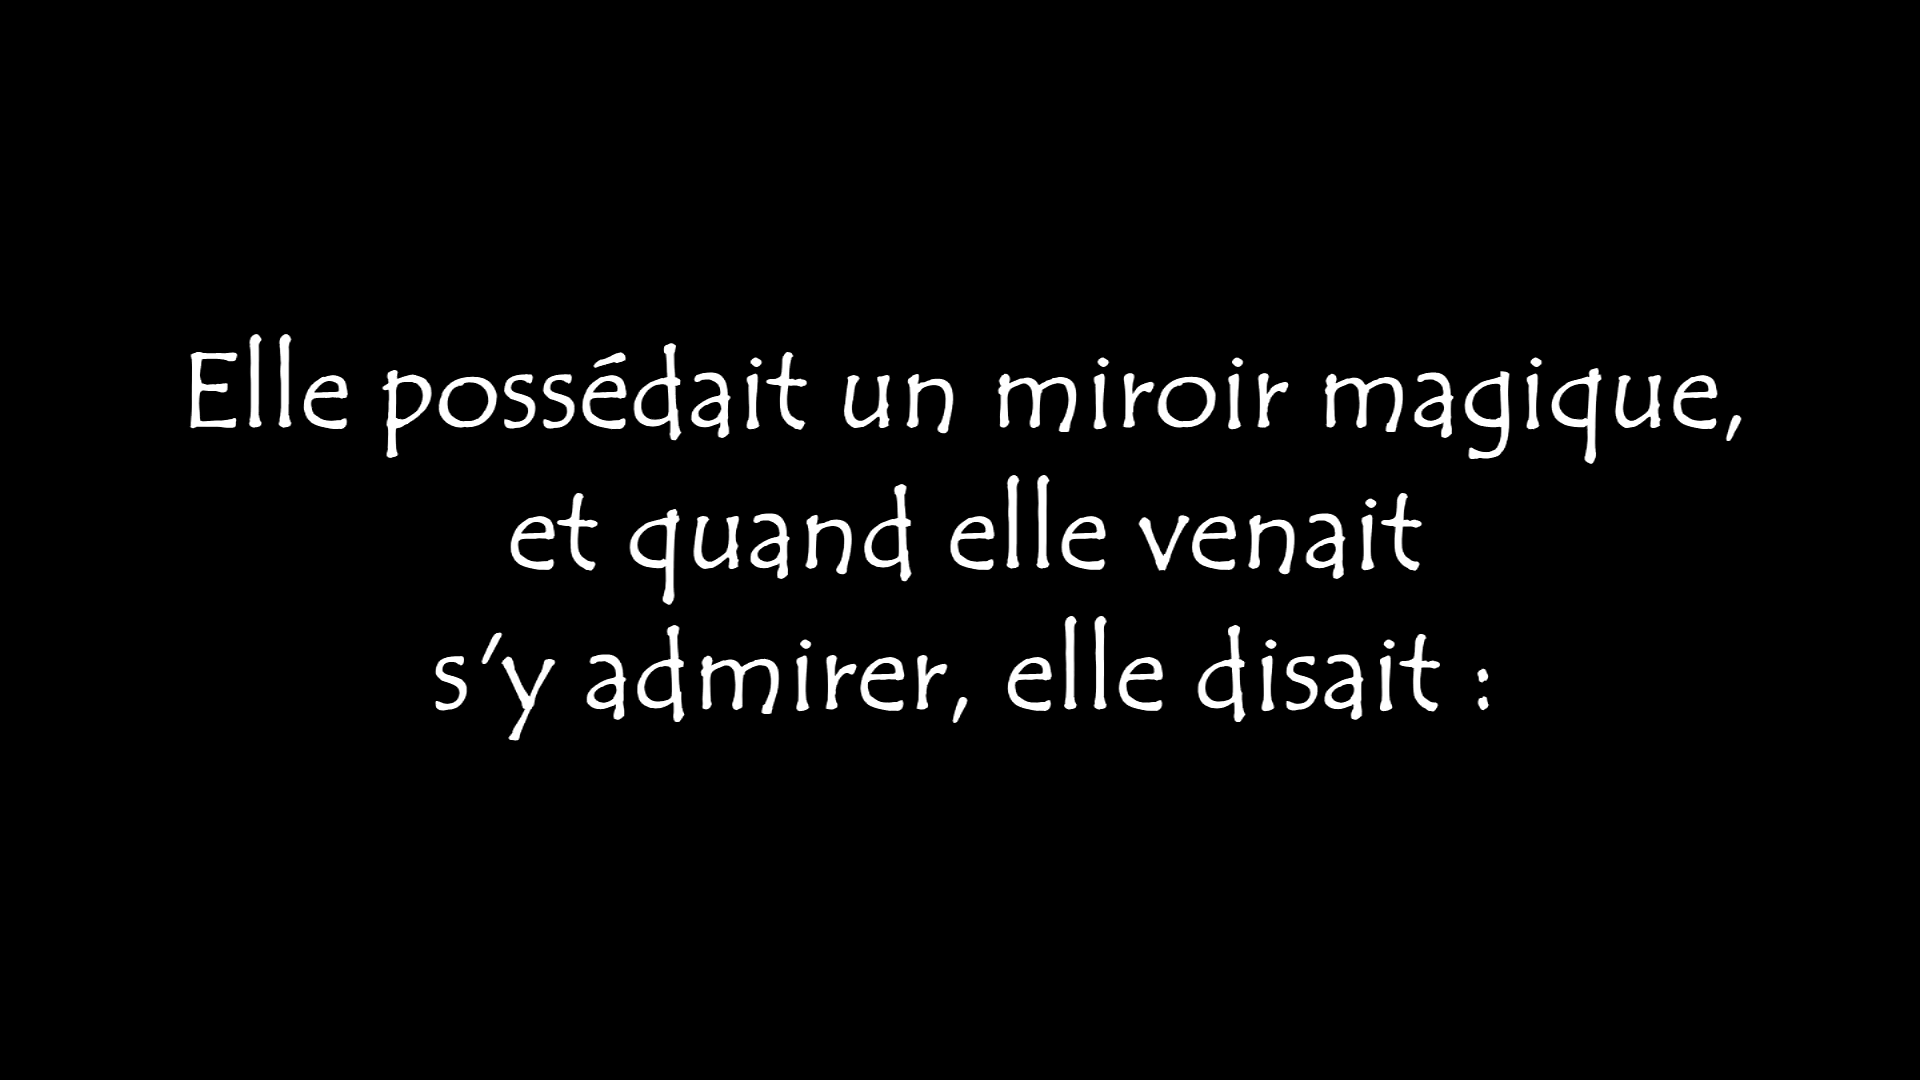 Elle possédait un miroir magique,
et quand elle venait
s'y admirer, elle disait :